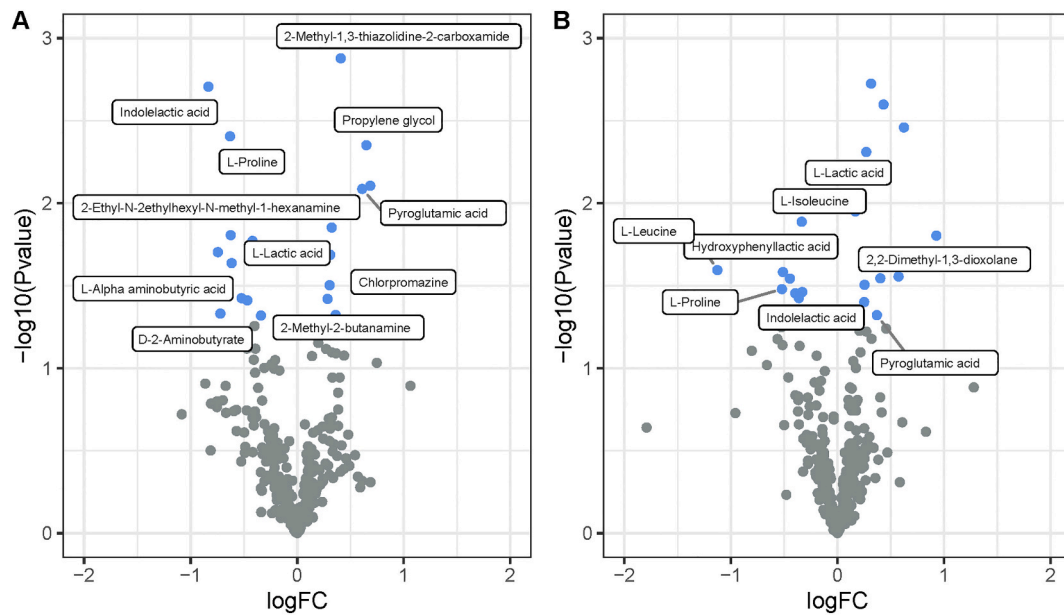 A
3
2
1
0
-log10(Pvalue)
2-Methyl-1,3-thiazolidine-2-carboxamide
Indolelactic acid
Propylene glycol
L-Proline
2-Ethyl-N-2ethylhexyl-N-methyl-1-hexanamine
Pyroglutamic acid
L-Lactic acid
Chlorpromazine
L-Alpha aminobutyric acid
2-Methyl-2-butanamine
D-2-Aminobutyrate
-2
-1
0
1
2
logFC
B
3
2
1
0
-log10(Pvalue)
L-Lactic acid
L-Isoleucine
L-Leucine
Hydroxyphenyllactic acid
2,2-Dimethyl-1,3-dioxolane
L-Proline
Indolelactic acid
Pyroglutamic acid
-2
-1
0
1
2
logFC